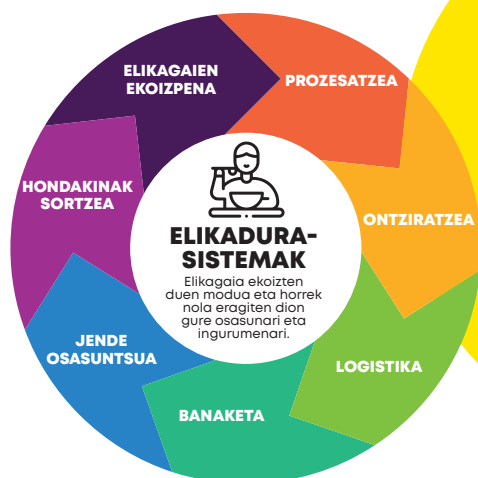 ELIKAGAIEN
EKOIZPENA
PROZESATZEA
ONTZIRATZEA
LOGISTIKA
BANAKETA
JENDE
OSASUNTSUA
HONDAKINAK
SORTZEA
ELIKADURA-
SISTEMAK
Elikagaia ekoizten
duen modua eta horrek
nola eragiten dion
gure osasunari eta
ingurumenari.